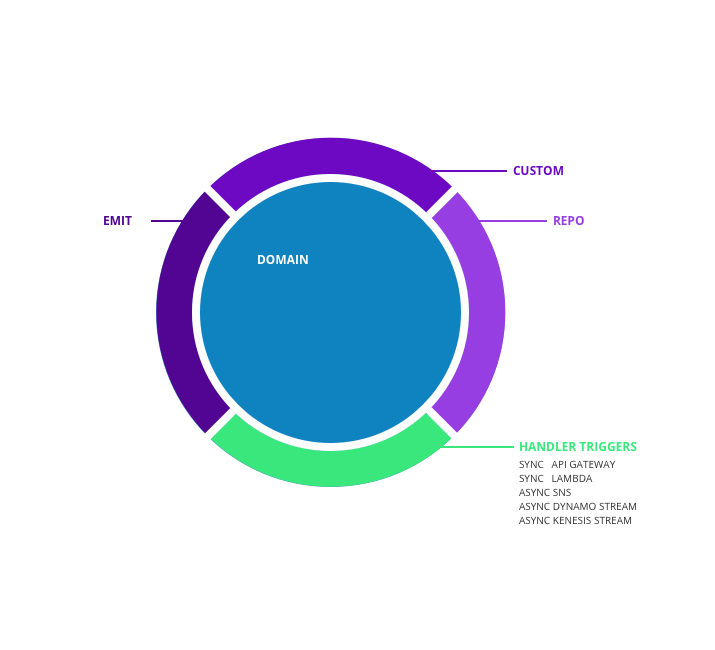 CUSTOM
EMIT
REPO
DOMAIN
HANDLER TRIGGERS
SYNC API GATEWAY
SYNC LAMBDA
ASYNC SNS
ASYNC DYNAMO STREAM
ASYNC KENESIS STREAM